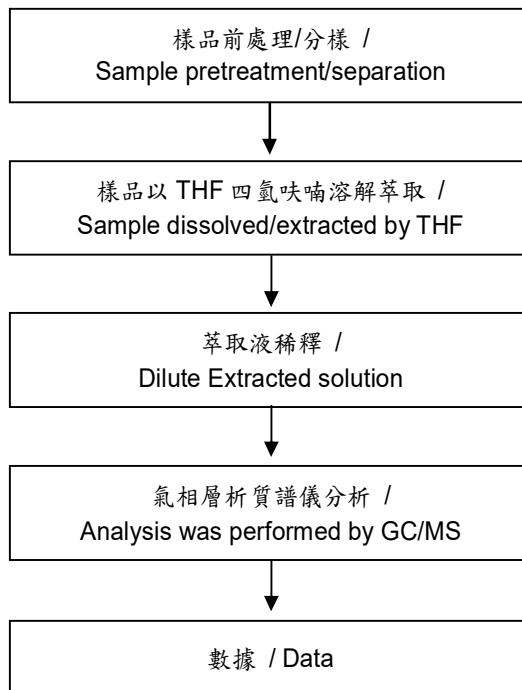 樣品前處理/分樣 /
Sample pretreatment/separation
樣品以 THF 四氫呋喃溶解萃取 /
Sample dissolved/extracted by THF
萃取液稀釋 /
Dilute Extracted solution
氣相層析質譜儀分析 /
Analysis was performed by GC/MS
數據 / Data